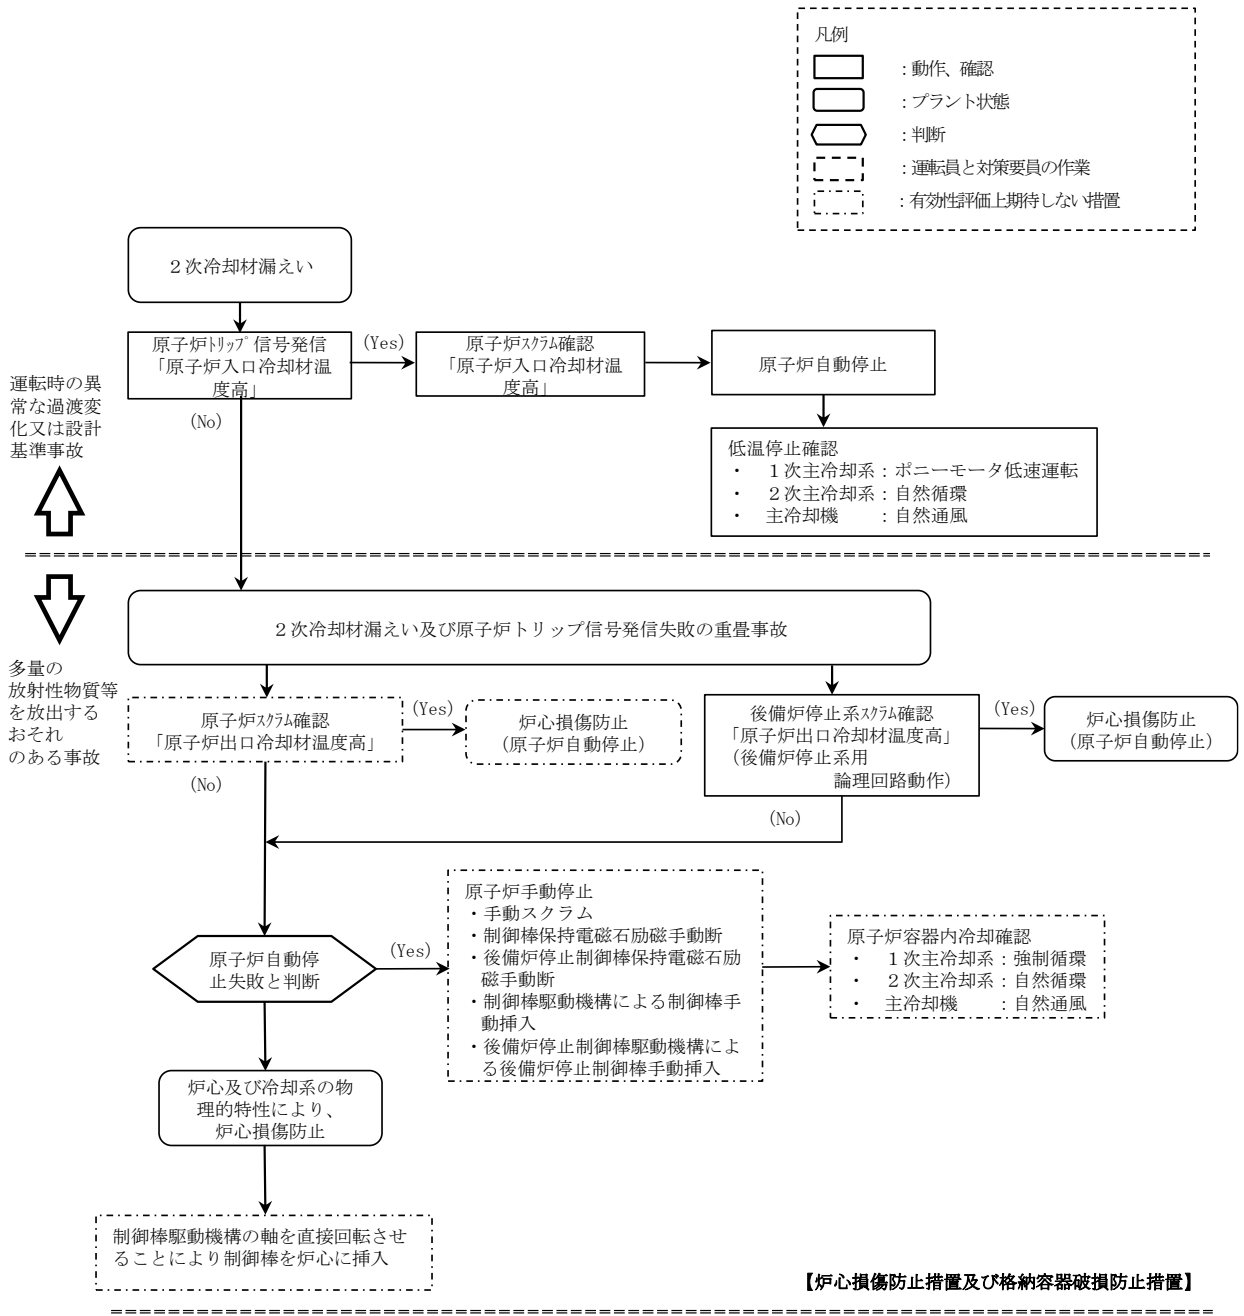 凡例
：動作、確認
：プラント状態
：判断
：運転員と対策要員の作業
：有効性評価上期待しない措置
２次冷却材漏えい
原子炉ﾄﾘｯﾌﾟ信号発信
「原子炉入口冷却材温
度高」
(Yes)
原子炉ｽｸﾗﾑ確認
「原子炉入口冷却材温
度高」
原子炉自動停止
(No)
低温停止確認
・　１次主冷却系：ポニーモータ低速運転
・　２次主冷却系：自然循環
・　主冷却機　　：自然通風
運転時の異
常な過渡変
化又は設計
基準事故
多量の
放射性物質等
を放出する
おそれ
のある事故
２次冷却材漏えい及び原子炉トリップ信号発信失敗の重畳事故
原子炉ｽｸﾗﾑ確認
「原子炉出口冷却材温度高」
(Yes)
炉心損傷防止
（原子炉自動停止）
後備炉停止系ｽｸﾗﾑ確認
「原子炉出口冷却材温度高」
（後備炉停止系用
論理回路動作）
(Yes)
炉心損傷防止
（原子炉自動停止）
(No)
(No)
原子炉自動停
止失敗と判断
(Yes)
原子炉手動停止
・手動スクラム
・制御棒保持電磁石励磁手動断
・後備炉停止制御棒保持電磁石励
磁手動断
・制御棒駆動機構による制御棒手
動挿入
・後備炉停止制御棒駆動機構によ
る後備炉停止制御棒手動挿入
原子炉容器内冷却確認
・　１次主冷却系：強制循環
・　２次主冷却系：自然循環
・　主冷却機　　：自然通風
炉心及び冷却系の物
理的特性により、
炉心損傷防止
制御棒駆動機構の軸を直接回転させ
ることにより制御棒を炉心に挿入
【炉心損傷防止措置及び格納容器破損防止措置】